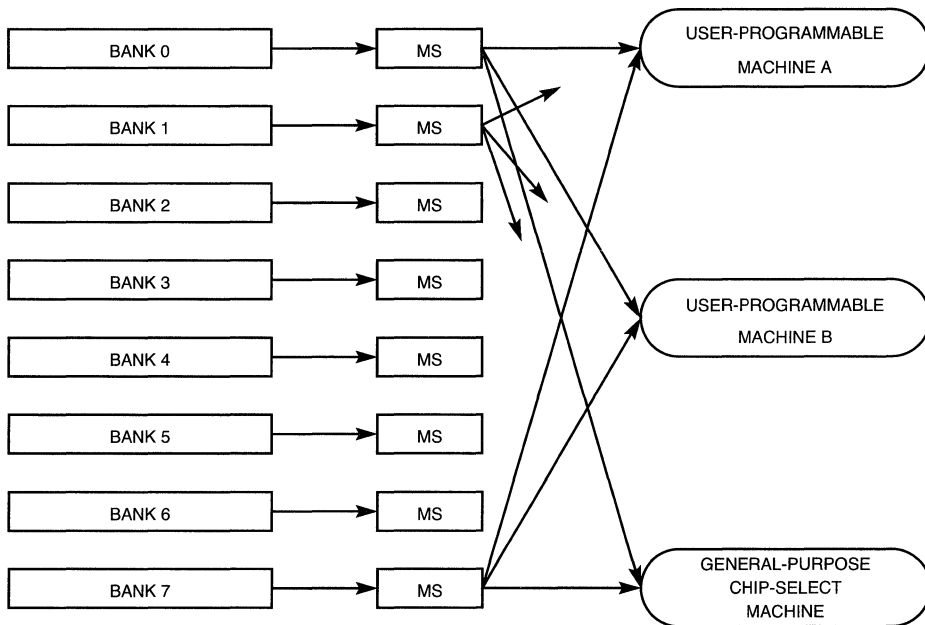 BANK 0
MS
USER-PROGRAMMABLE
MACHINE A
BANK 1
MS
BANK 2
MS
BANK 3
MS
USER-PROGRAMMABLE
MACHINE B
BANK 4
MS
BANK 5
MS
BANK 6
MS
BANK 7
MS
GENERAL-PURPOSE
CHIP-SELECT
MACHINE